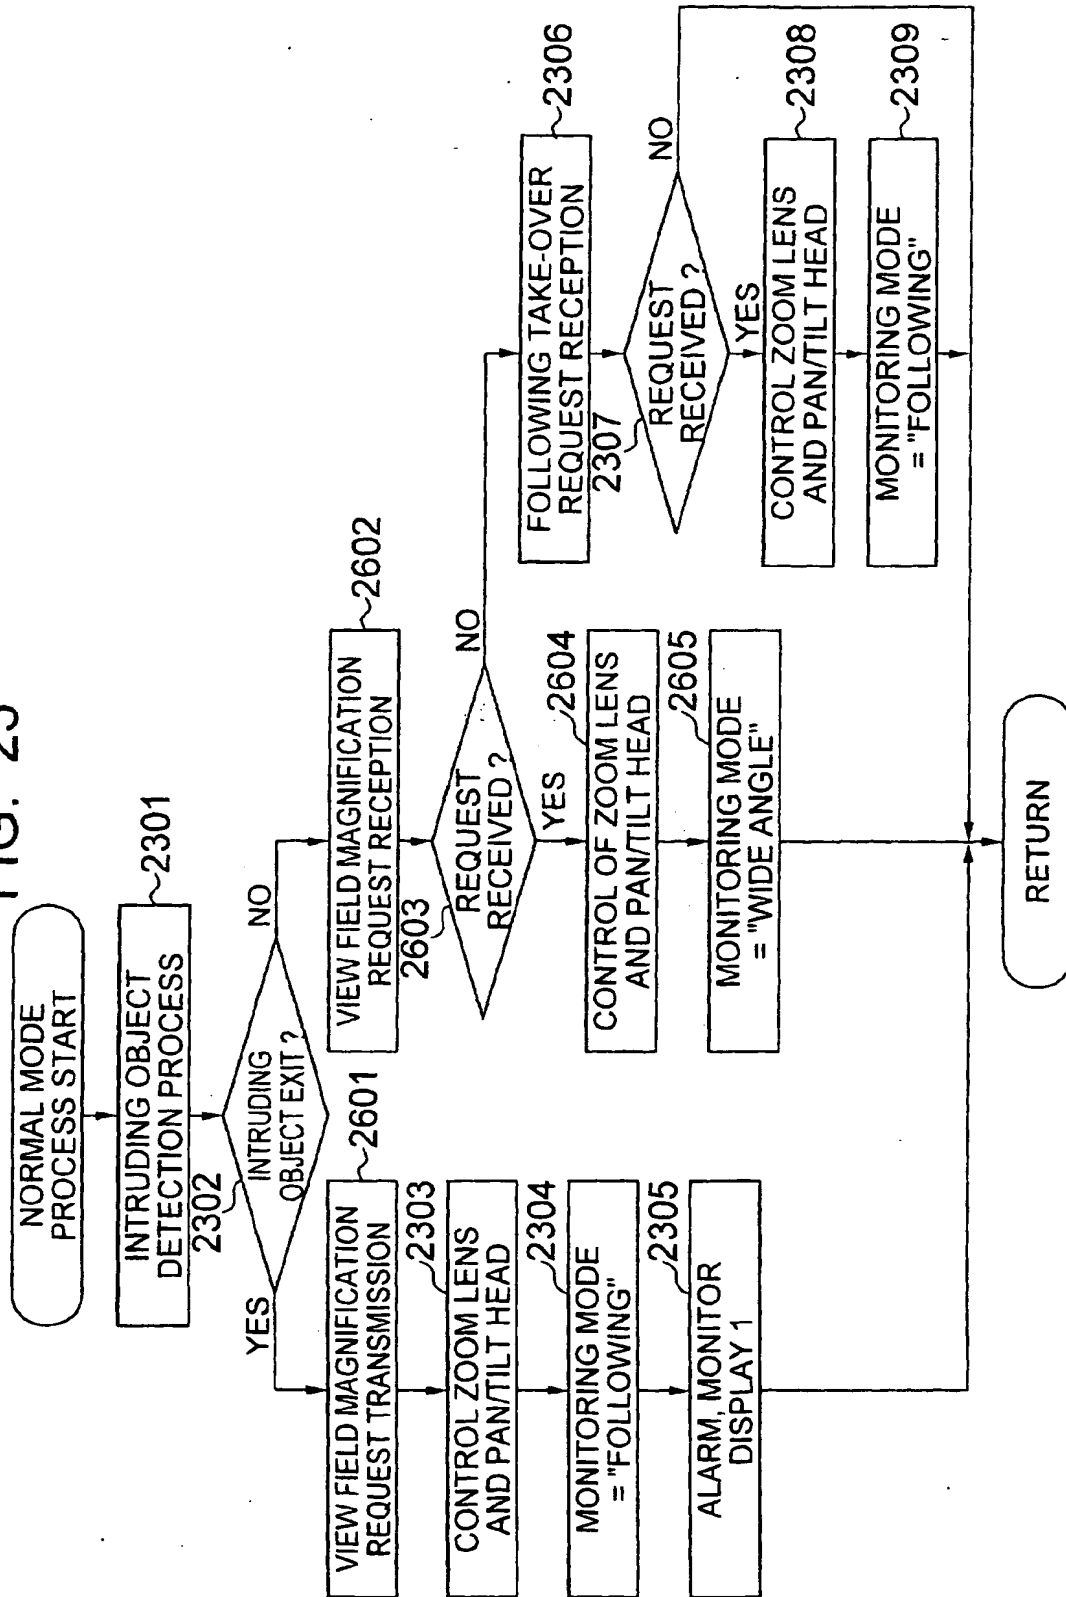 FIG. 23
NORMAL MODE
PROCESS START
2301
INTRUDING OBJECT
DETECTION PROCESS
2302
INTRUDING
OBJECT EXIT ?
YES
NO
2601
VIEW FIELD MAGNIFICATION
REQUEST TRANSMISSION
2303
CONTROL ZOOM LENS
AND PAN/TILT HEAD
2304
MONITORING MODE
= "FOLLOWING"
2305
ALARM, MONITOR
DISPLAY 1
2602
VIEW FIELD MAGNIFICATION
REQUEST RECEPTION
2603
REQUEST
RECEIVED ?
YES
NO
2604
CONTROL OF ZOOM LENS
AND PAN/TILT HEAD
2605
MONITORING MODE
= "WIDE ANGLE"
2306
FOLLOWING TAKE-OVER
REQUEST RECEPTION
2307
REQUEST
RECEIVED ?
YES
NO
2308
CONTROL ZOOM LENS
AND PAN/TILT HEAD
2309
MONITORING MODE
= "FOLLOWING"
RETURN